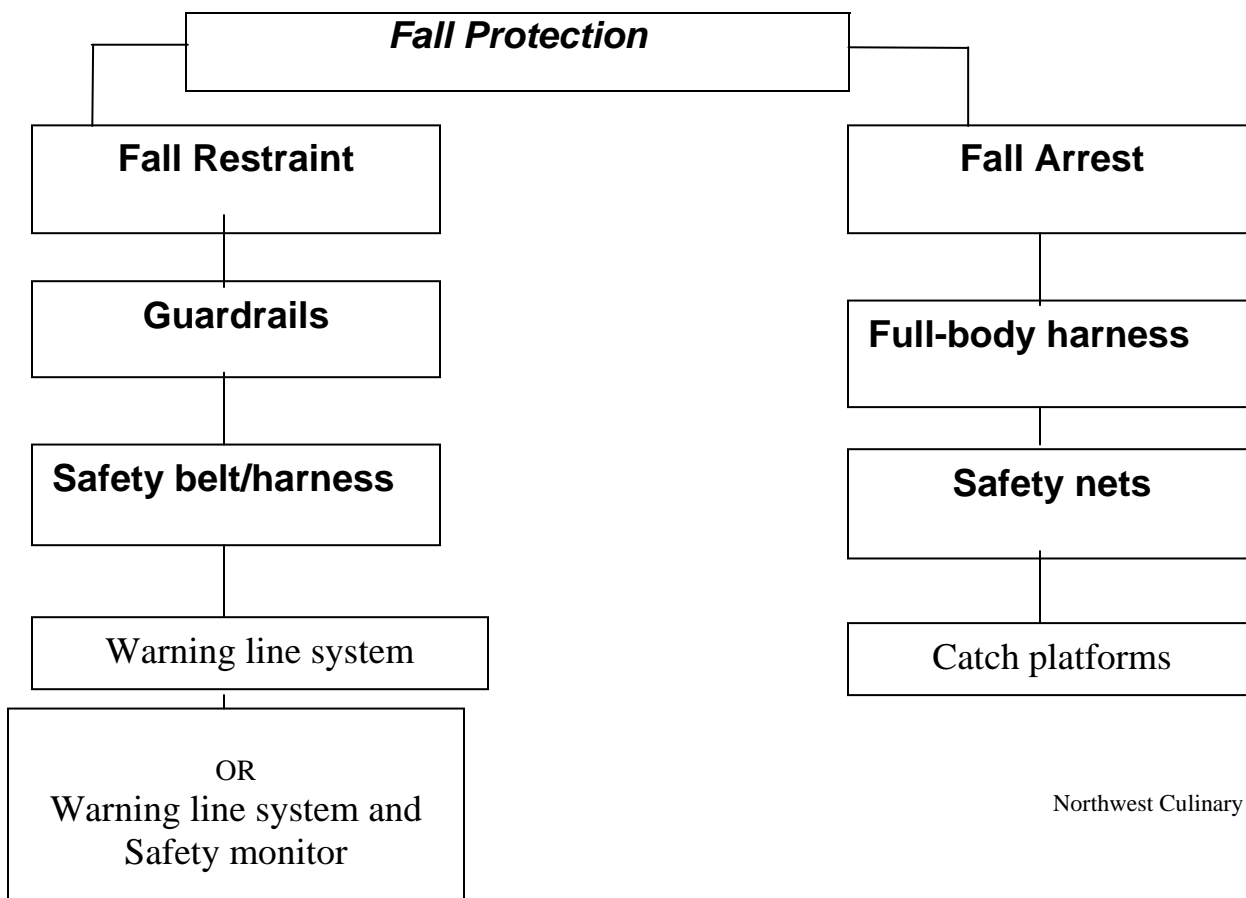 Fall Protection
Fall Restraint
Guardrails
Safety belt/harness
Warning line system
OR
Warning line system and
Safety monitor
Fall Arrest
Full-body harness
Safety nets
Catch platforms
Northwest Culinary